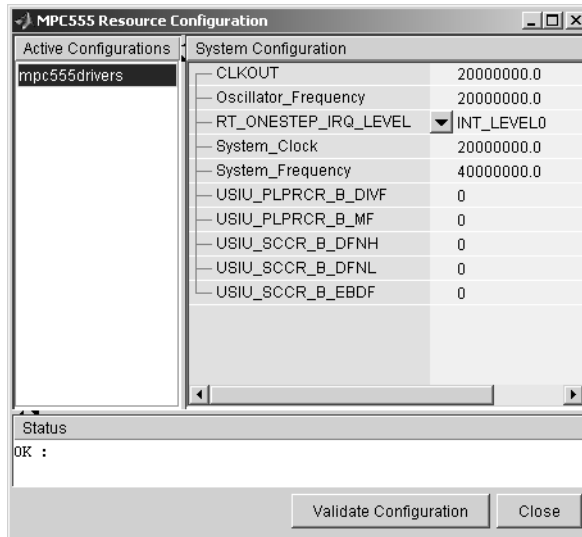 MPC555 Resource Configuration
Active Configurations System Configuration
mpc555drivers
CLKOUT 20000000.0
Oscillator_Frequency 20000000.0
RT_ONESTEP_IRQ_LEVEL INT_LEVEL0
System_Clock 20000000.0
System_Frequency 40000000.0
USIU_PLPRCR_B_DIVF 0
USIU_PLPRCR_B_MF 0
USIU_SCCR_B_DFNH 0
USIU_SCCR_B_DFNL 0
USIU_SCCR_B_EBDF 0
Status
OK :
Validate Configuration Close